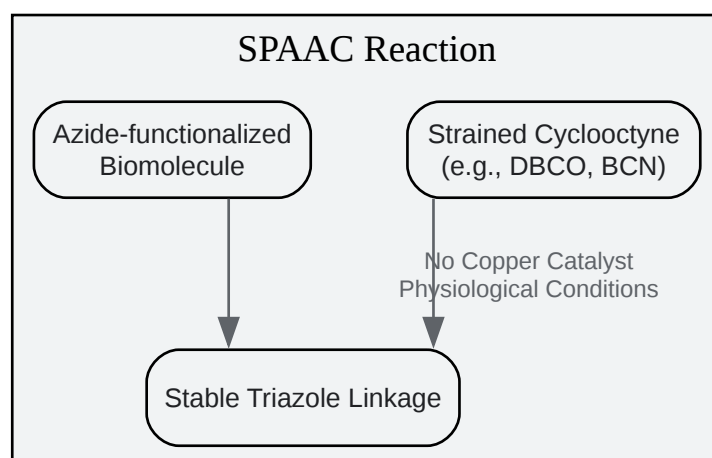 SPAAC Reaction
Azide-functionalized
Biomolecule
Strained Cyclooctyne
(e.g., DBCO, BCN)
No Copper Catalyst
Physiological Conditions
Stable Triazole Linkage